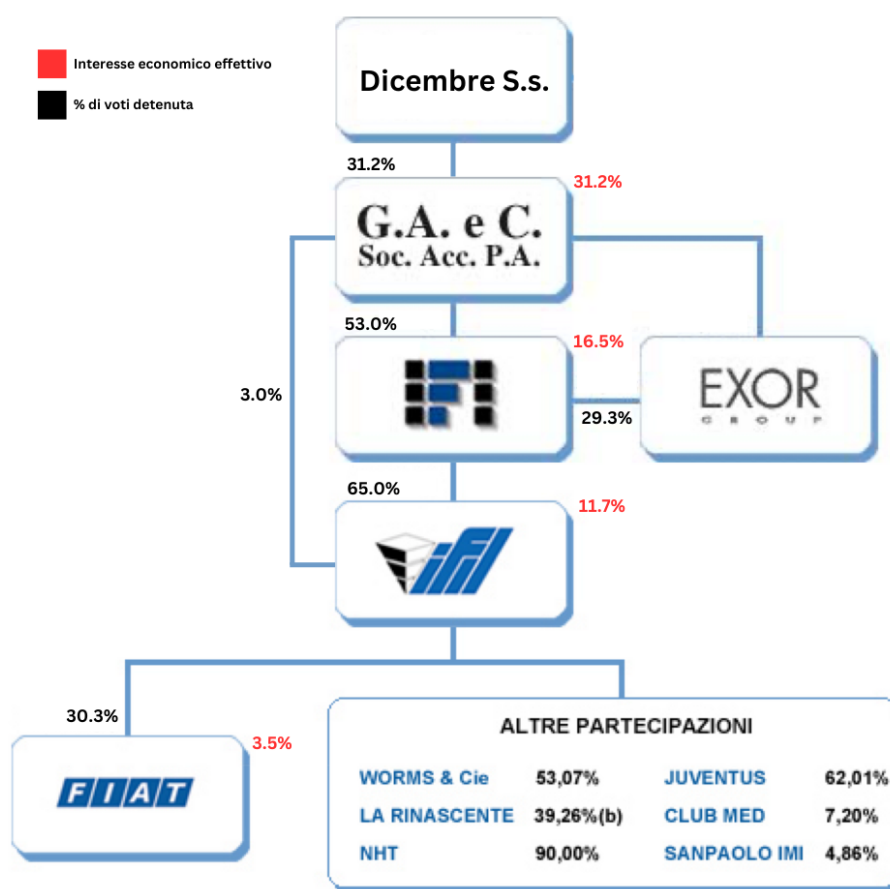 Dicembre S.s.
Interesse economico effettivo
% di voti detenuta
31.2%
31.2%
G.A. e C.
Soc. Acc. P.A.
53.0%
16.5%
IFI
EXOR
GROUP
3.0%
29.3%
65.0%
11.7%
ifil
30.3%
3.5%
FIAT
ALTRE PARTECIPAZIONI
WORMS & Cie 53,07% JUVENTUS 62,01%
LA RINASCENTE 39,26%(b) CLUB MED 7,20%
NHT 90,00% SANPAOLO IMI 4,86%